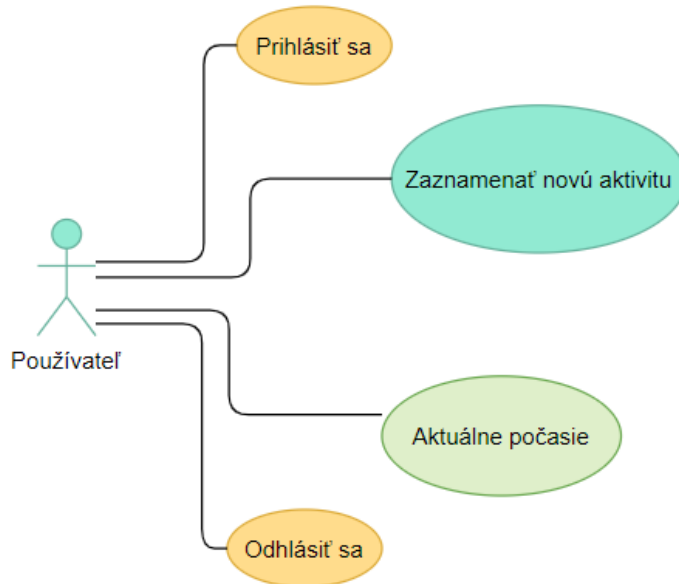 Prihlásiť sa
Zaznamenať novú aktivitu
Používateľ
Aktuálne počasie
Odhlásiť sa